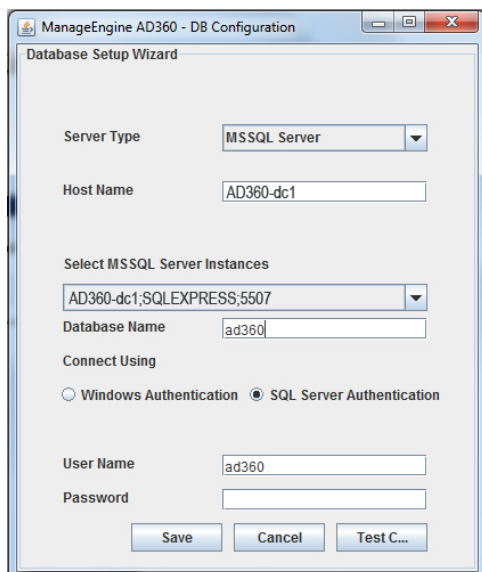 ManageEngine AD360 - DB Configuration
Database Setup Wizard
Server Type MSSQL Server
Host Name AD360-dc1
Select MSSQL Server Instances
AD360-dc1;SQLEXPRESS;5507
Database Name ad360
Connect Using
Windows Authentication SQL Server Authentication
User Name ad360
Password
Save Cancel Test C...